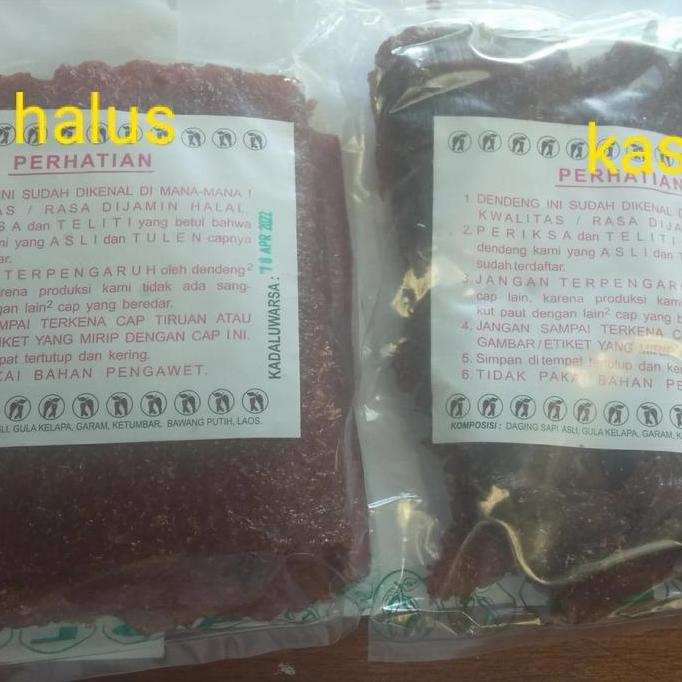 halus
PERHATIAN
INI SUDAH DIKENAL DI MANA-MANA !
AS / RASA DIJAMIN HALAL
SA dan TELITI yang betul bahwa
mi yang ASLI dan TULEN capnya
ar.
TERPENGARUH oleh dendeng²
arena produksi kami tidak ada sang-
gan lain² cap yang beredar.
MPAI TERKENA CAP TIRUAN ATAU
TIKET YANG MIRIP DENGAN CAP INI.
pat tertutup dan kering.
KAI BAHAN PENGAWET.
KADALUWARSA : 18 APR 2022
SLI, GULA KELAPA, GARAM, KETUMBAR, BAWANG PUTIH, LAOS.
kas
PERHATIAN
1. DENDENG INI SUDAH DIKENAL D
KWALITAS / RASA DIJA
2. PERIKSA dan TELITI
dendeng kami yang ASLI dan T
sudah terdaftar.
3. JANGAN TERPENGAR
cap lain, karena produksi kam
kut paut dengan lain² cap yang b
4. JANGAN SAMPAI TERKENA C
GAMBAR/ETIKET YANG MIRIP
5. Simpan di tempat tertutup dan ke
6. TIDAK PAKAI BAHAN PE
KOMPOSISI : DAGING SAPI ASLI, GULA KELAPA, GARAM, K